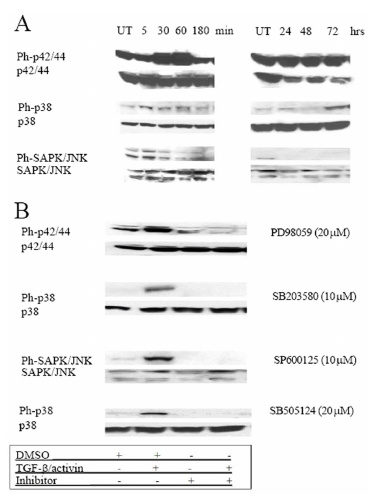 A
UT 5 30 60 180 min UT 24 48 72 hrs
Ph-p42/44
p42/44
Ph-p38
p38
Ph-SAPK/JNK
SAPK/JNK
B
Ph-p42/44
p42/44
PD98059 (20µM)
Ph-p38
p38
SB203580 (10µM)
Ph-SAPK/JNK
SAPK/JNK
SP600125 (10µM)
Ph-p38
p38
SB505124 (20µM)
DMSO + + - -
TGF-β/activin - + - +
Inhibitor - - + +